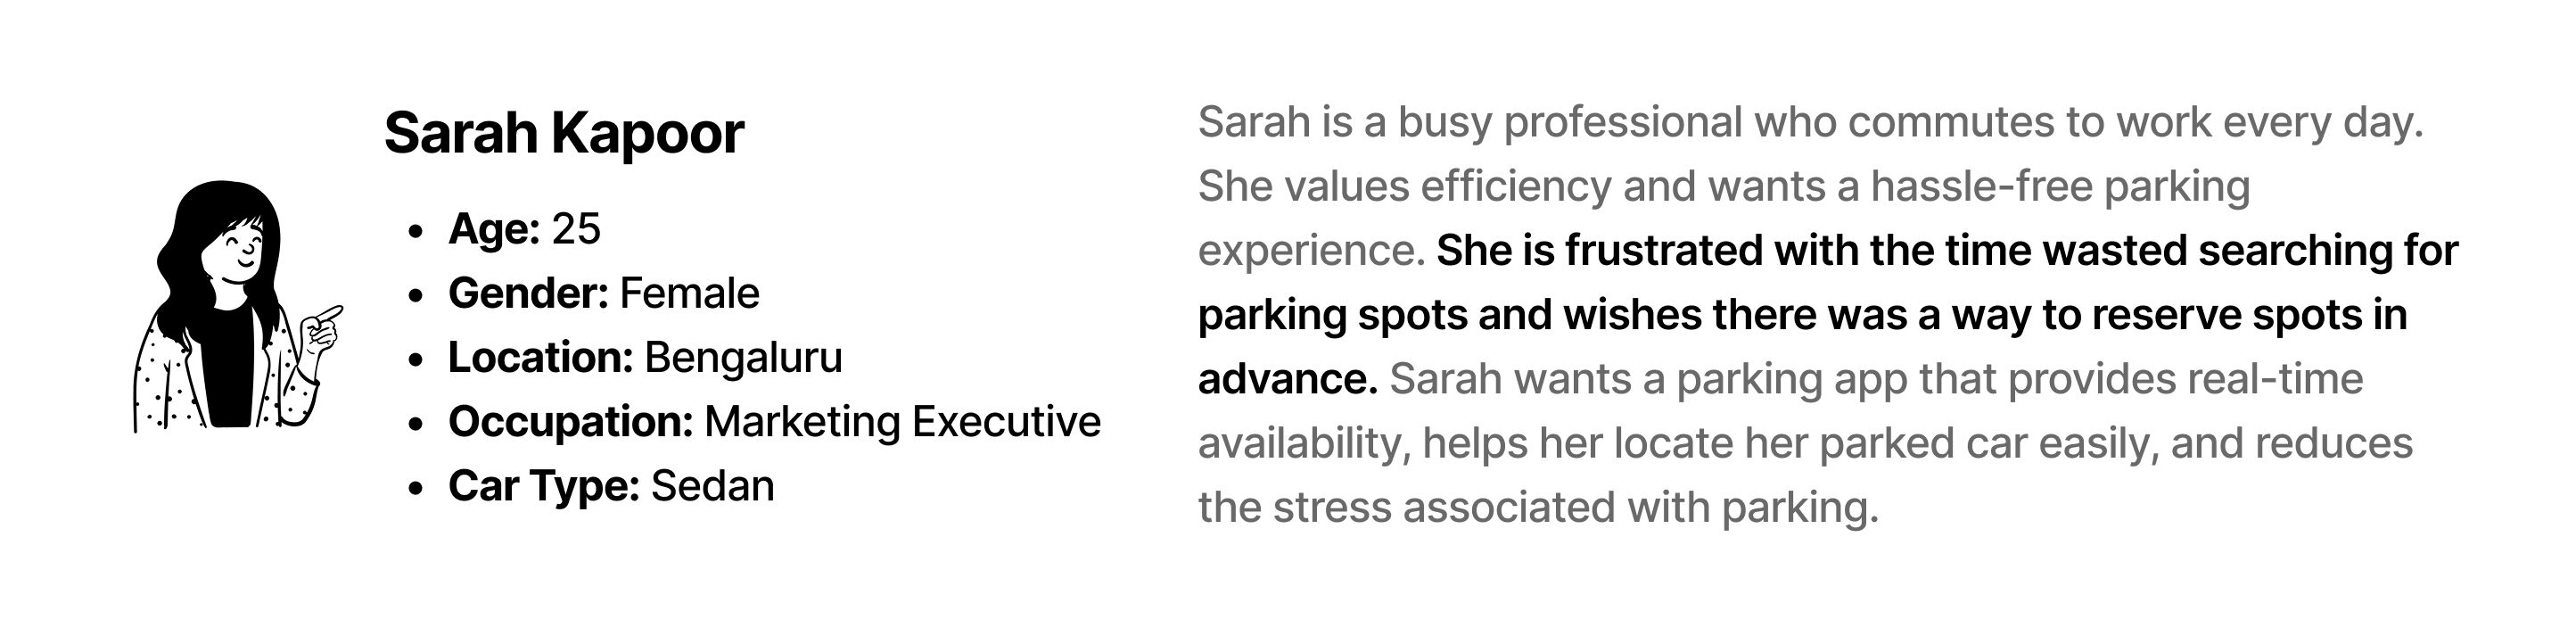 Sarah Kapoor
• Age: 25
• Gender: Female
• Location: Bengaluru
• Occupation: Marketing Executive
• Car Type: Sedan
Sarah is a busy professional who commutes to work every day.
She values efficiency and wants a hassle-free parking
experience. She is frustrated with the time wasted searching for
parking spots and wishes there was a way to reserve spots in
advance. Sarah wants a parking app that provides real-time
availability, helps her locate her parked car easily, and reduces
the stress associated with parking.